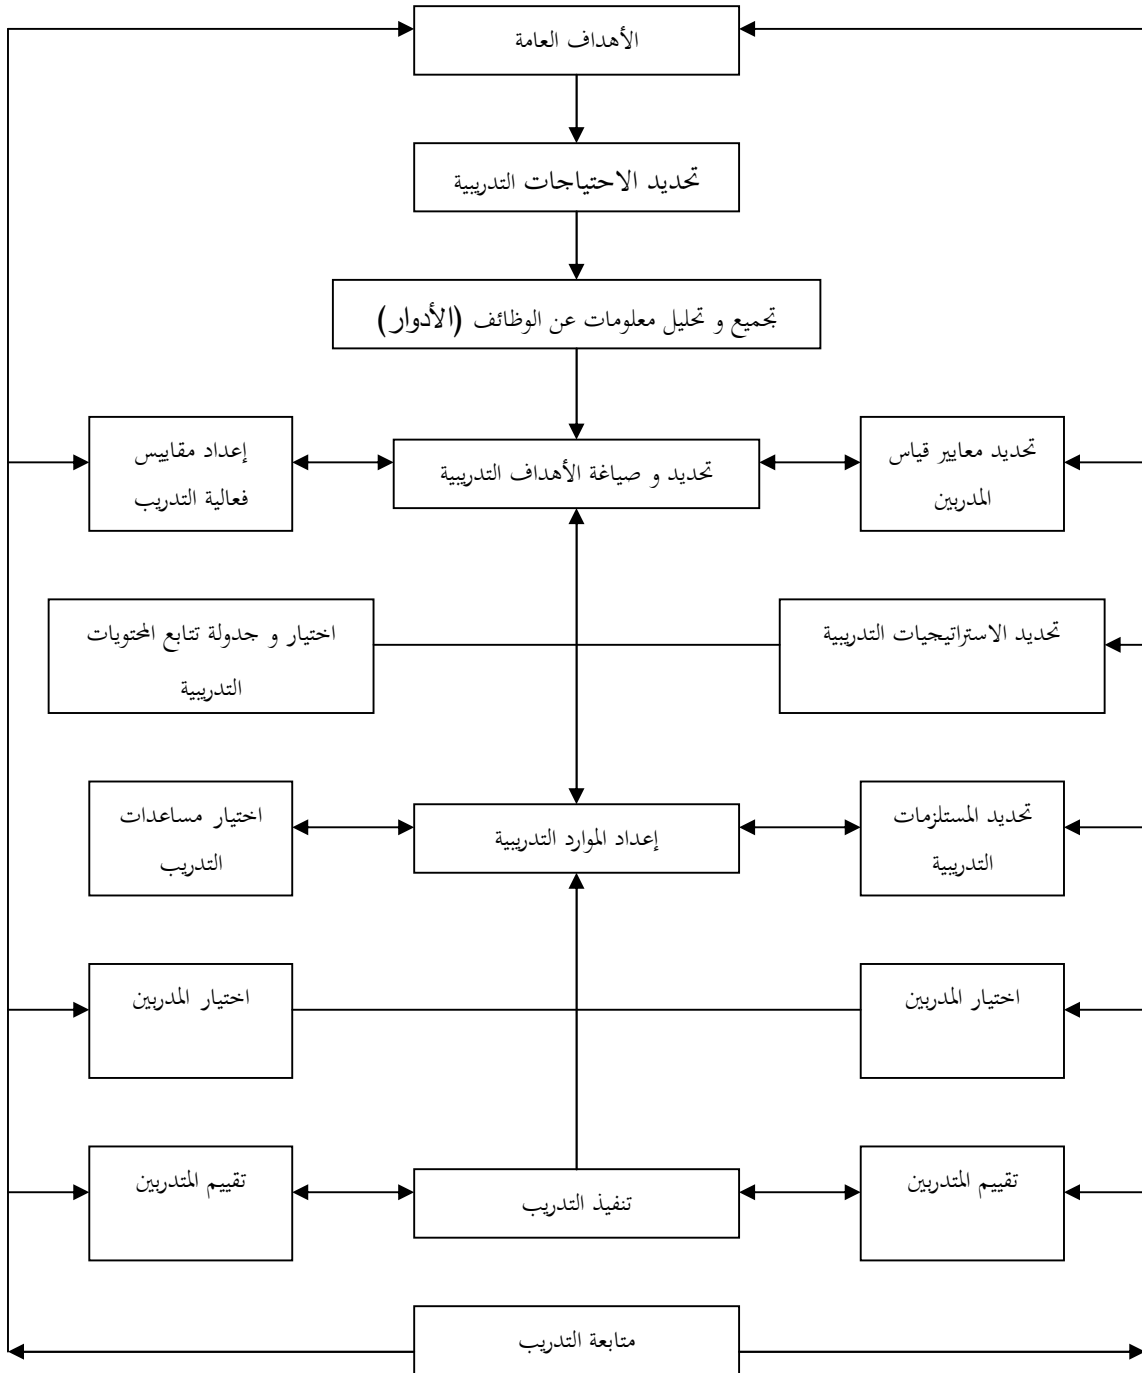 الأهداف العامة
تحديد الاحتياجات التدريبية
تجميع و تحليل معلومات عن الوظائف (الأدوار)
تحديد معايير قياس
المدربين
تحديد و صياغة الأهداف التدريبية
إعداد مقاييس
فعالية التدريب
تحديد الاستراتيجيات التدريبية
اختيار و جدولة تتابع المحتويات
التدريبية
تحديد المستلزمات
التدريبية
إعداد الموارد التدريبية
اختيار مساعدات
التدريب
اختيار المدربين
اختيار المدربين
تقييم المتدربين
تنفيذ التدريب
تقييم المتدربين
متابعة التدريب